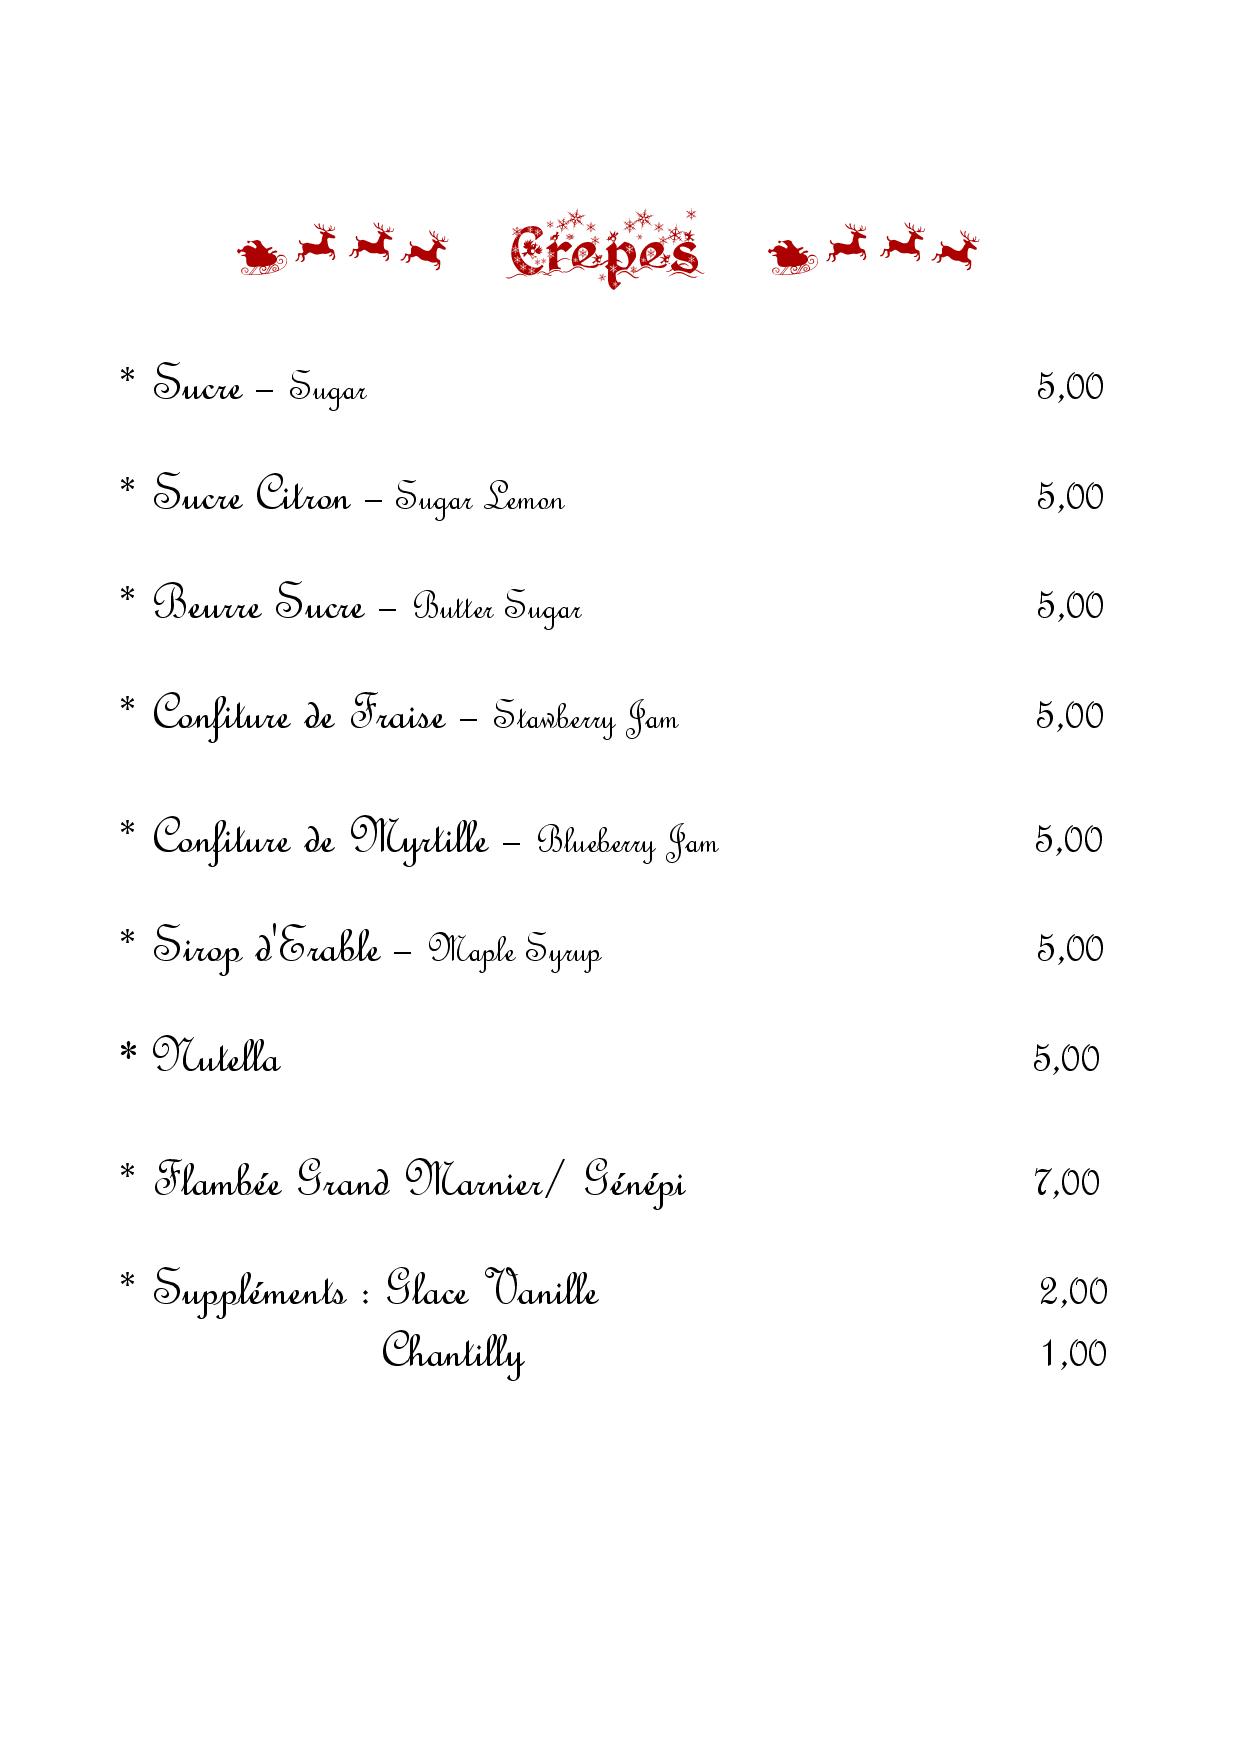 Crepes
* Sucre – Sugar 5,00
* Sucre Citron – Sugar Lemon 5,00
* Beurre Sucre – Butter Sugar 5,00
* Confiture de Fraise – Stawberry Jam 5,00
* Confiture de Myrtille – Blueberry Jam 5,00
* Sirop d'Erable – Maple Syrup 5,00
* Nutella 5,00
* Flambée Grand Marnier/ Génépi 7,00
* Suppléments : Glace Vanille 2,00
Chantilly 1,00